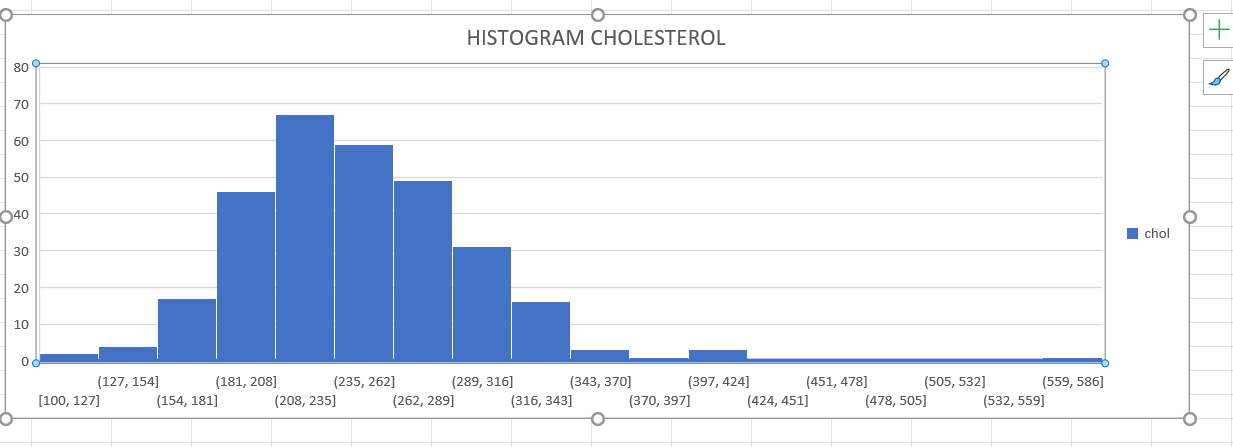 HISTOGRAM CHOLESTEROL
80
70
60
50
40
30
20
10
0
chol
(127, 154] (181, 208] (235, 262] (289, 316] (343, 370] (397, 424] (451, 478] (505, 532] (559, 586]
[100, 127] (154, 181] (208, 235] (262, 289] (316, 343] (370, 397] (424, 451] (478, 505] (532, 559]